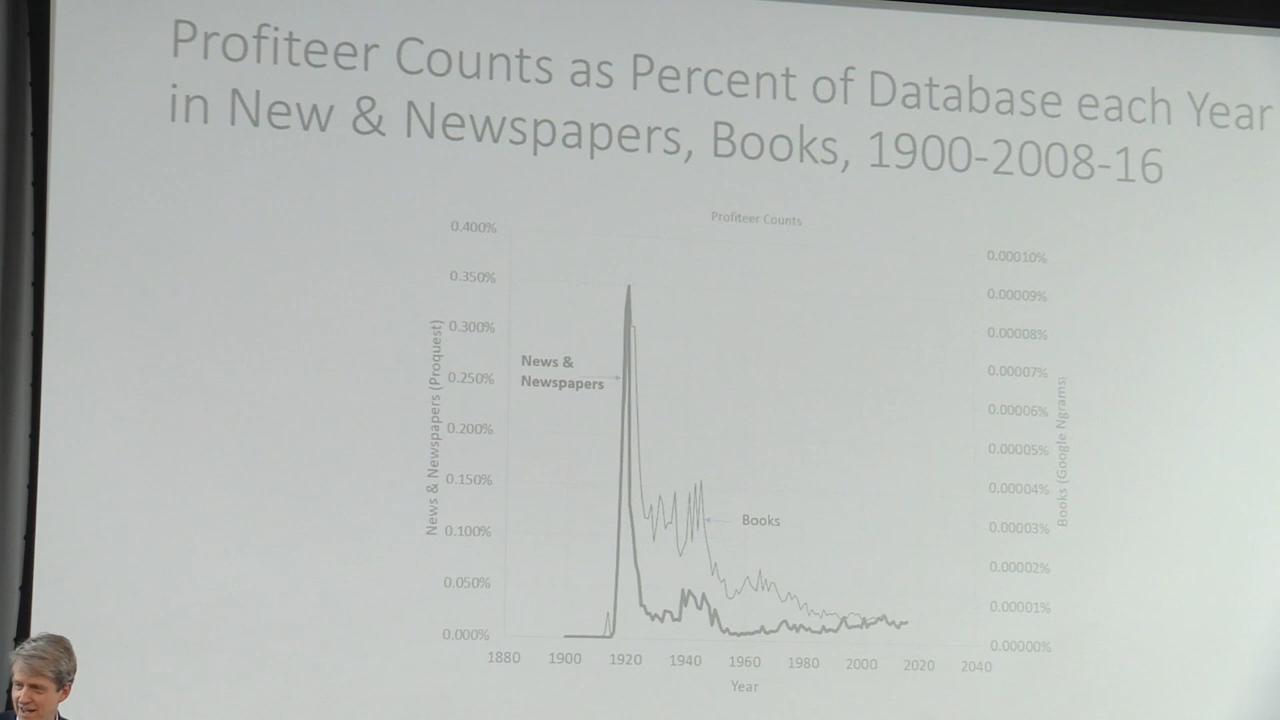 Profiteer Counts as Percent of Database each Year
in New & Newspapers, Books, 1900-2008-16
Profiteer Counts
0.400%
0.350%
0.300%
0.250%
0.200%
0.150%
0.100%
0.050%
0.000%
News & Newspapers (Proquest)
News &
Newspapers
Books
0.00010%
0.00009%
0.00008%
0.00007%
0.00006%
0.00005%
0.00004%
0.00003%
0.00002%
0.00001%
0.00000%
Books (Google Ngrams)
1880 1900 1920 1940 1960 1980 2000 2020 2040
Year